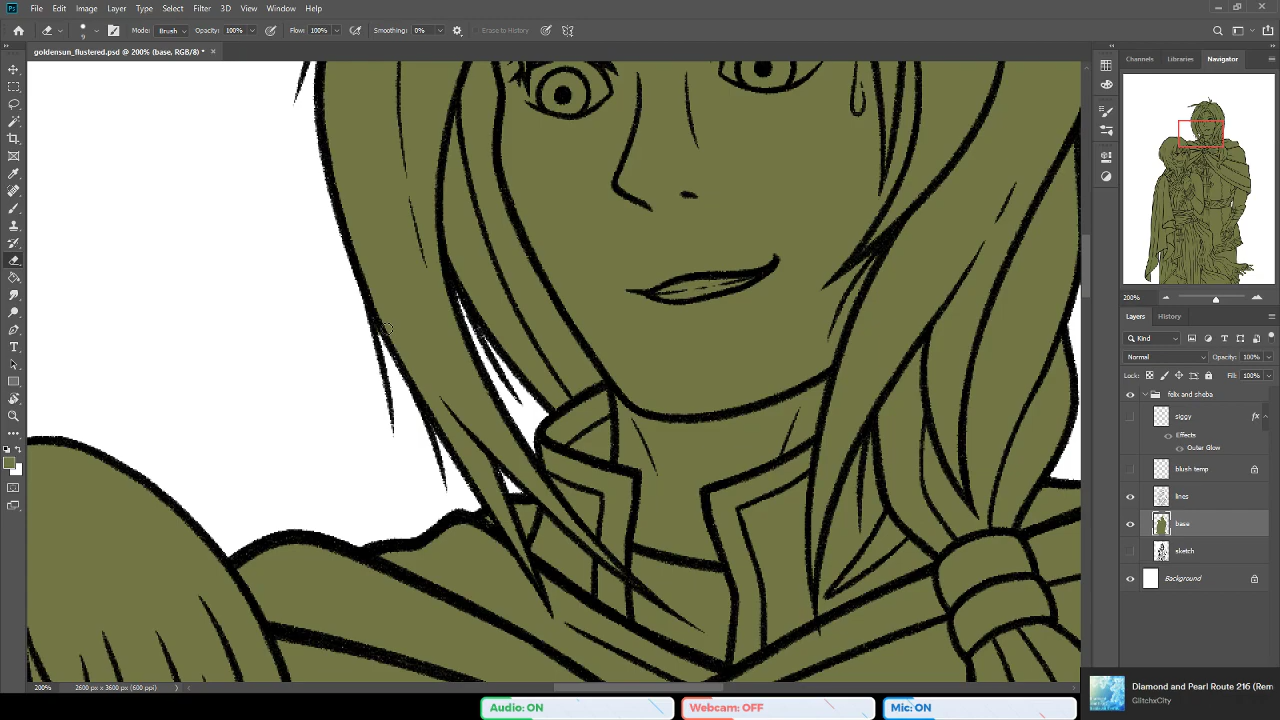 File Edit Image Layer Type Select Filter 3D View Window Help
9 Mode: Brush Opacity: 100% Flow: 100% Smoothing: 0% Erase to History
goldensun_flustered.psd @ 200% (base, RGB/8) *
Channels Libraries Navigator
200%
Layers History
Kind
Normal Opacity: 100%
Lock: Fill: 100%
felix and sheba
siggy fx
Effects
Outer Glow
blush temp
lines
base
sketch
Background
200% 2600 px x 3600 px (600 ppi)
Diamond and Pearl Route 216 (Rem
GlitchxCity
Audio: ON Webcam: OFF Mic: ON